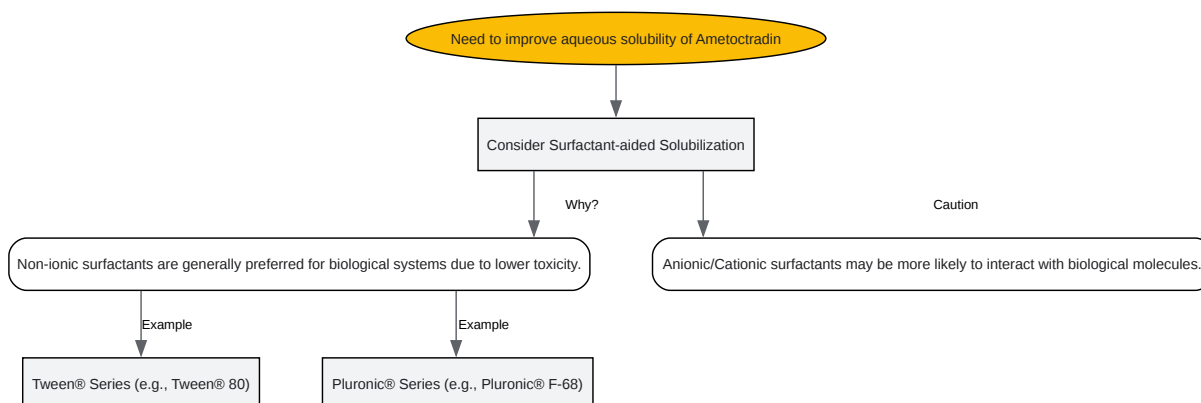 Need to improve aqueous solubility of Ametoctradin
Consider Surfactant-aided Solubilization
Why?
Caution
Non-ionic surfactants are generally preferred for biological systems due to lower toxicity.
Anionic/Cationic surfactants may be more likely to interact with biological molecules.
Example
Example
Tween® Series (e.g., Tween® 80)
Pluronic® Series (e.g., Pluronic® F-68)